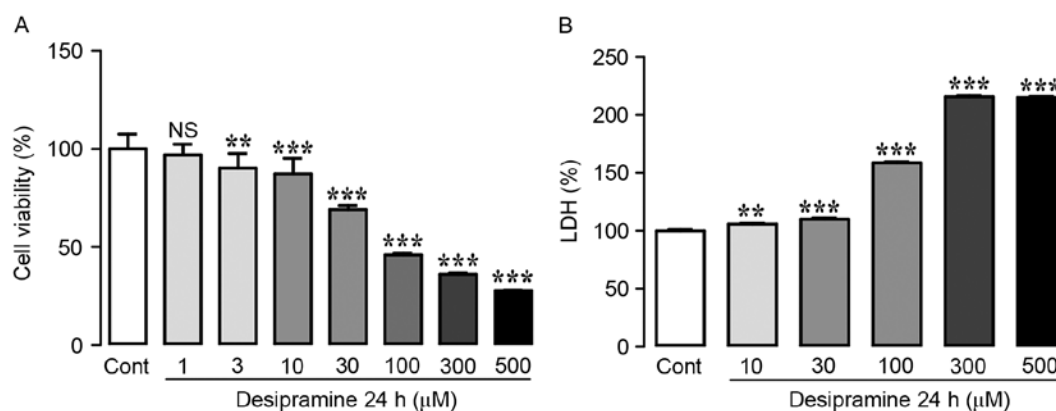 A
Cell viability (%)
150
100
50
0
NS
**
***
***
***
***
***
Cont 1 3 10 30 100 300 500
Desipramine 24 h (μM)
B
LDH (%)
250
200
150
100
50
0
**
***
***
***
***
Cont 10 30 100 300 500
Desipramine 24 h (μM)